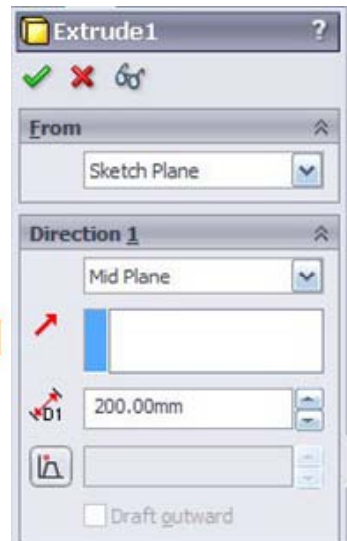 Extrude1 ?
From
Sketch Plane
Direction 1
Mid Plane
D1 200.00mm
Draft outward